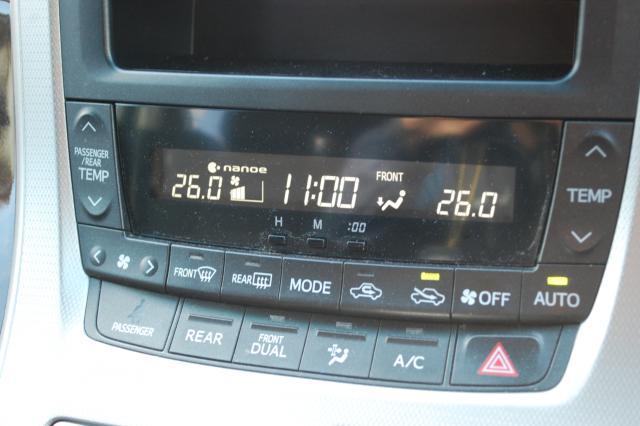 nanoe
FRONT
26.0 11:00 26.0
H M :00
PASSENGER
/REAR
TEMP
TEMP
FRONT REAR MODE OFF AUTO
PASSENGER REAR FRONT DUAL A/C